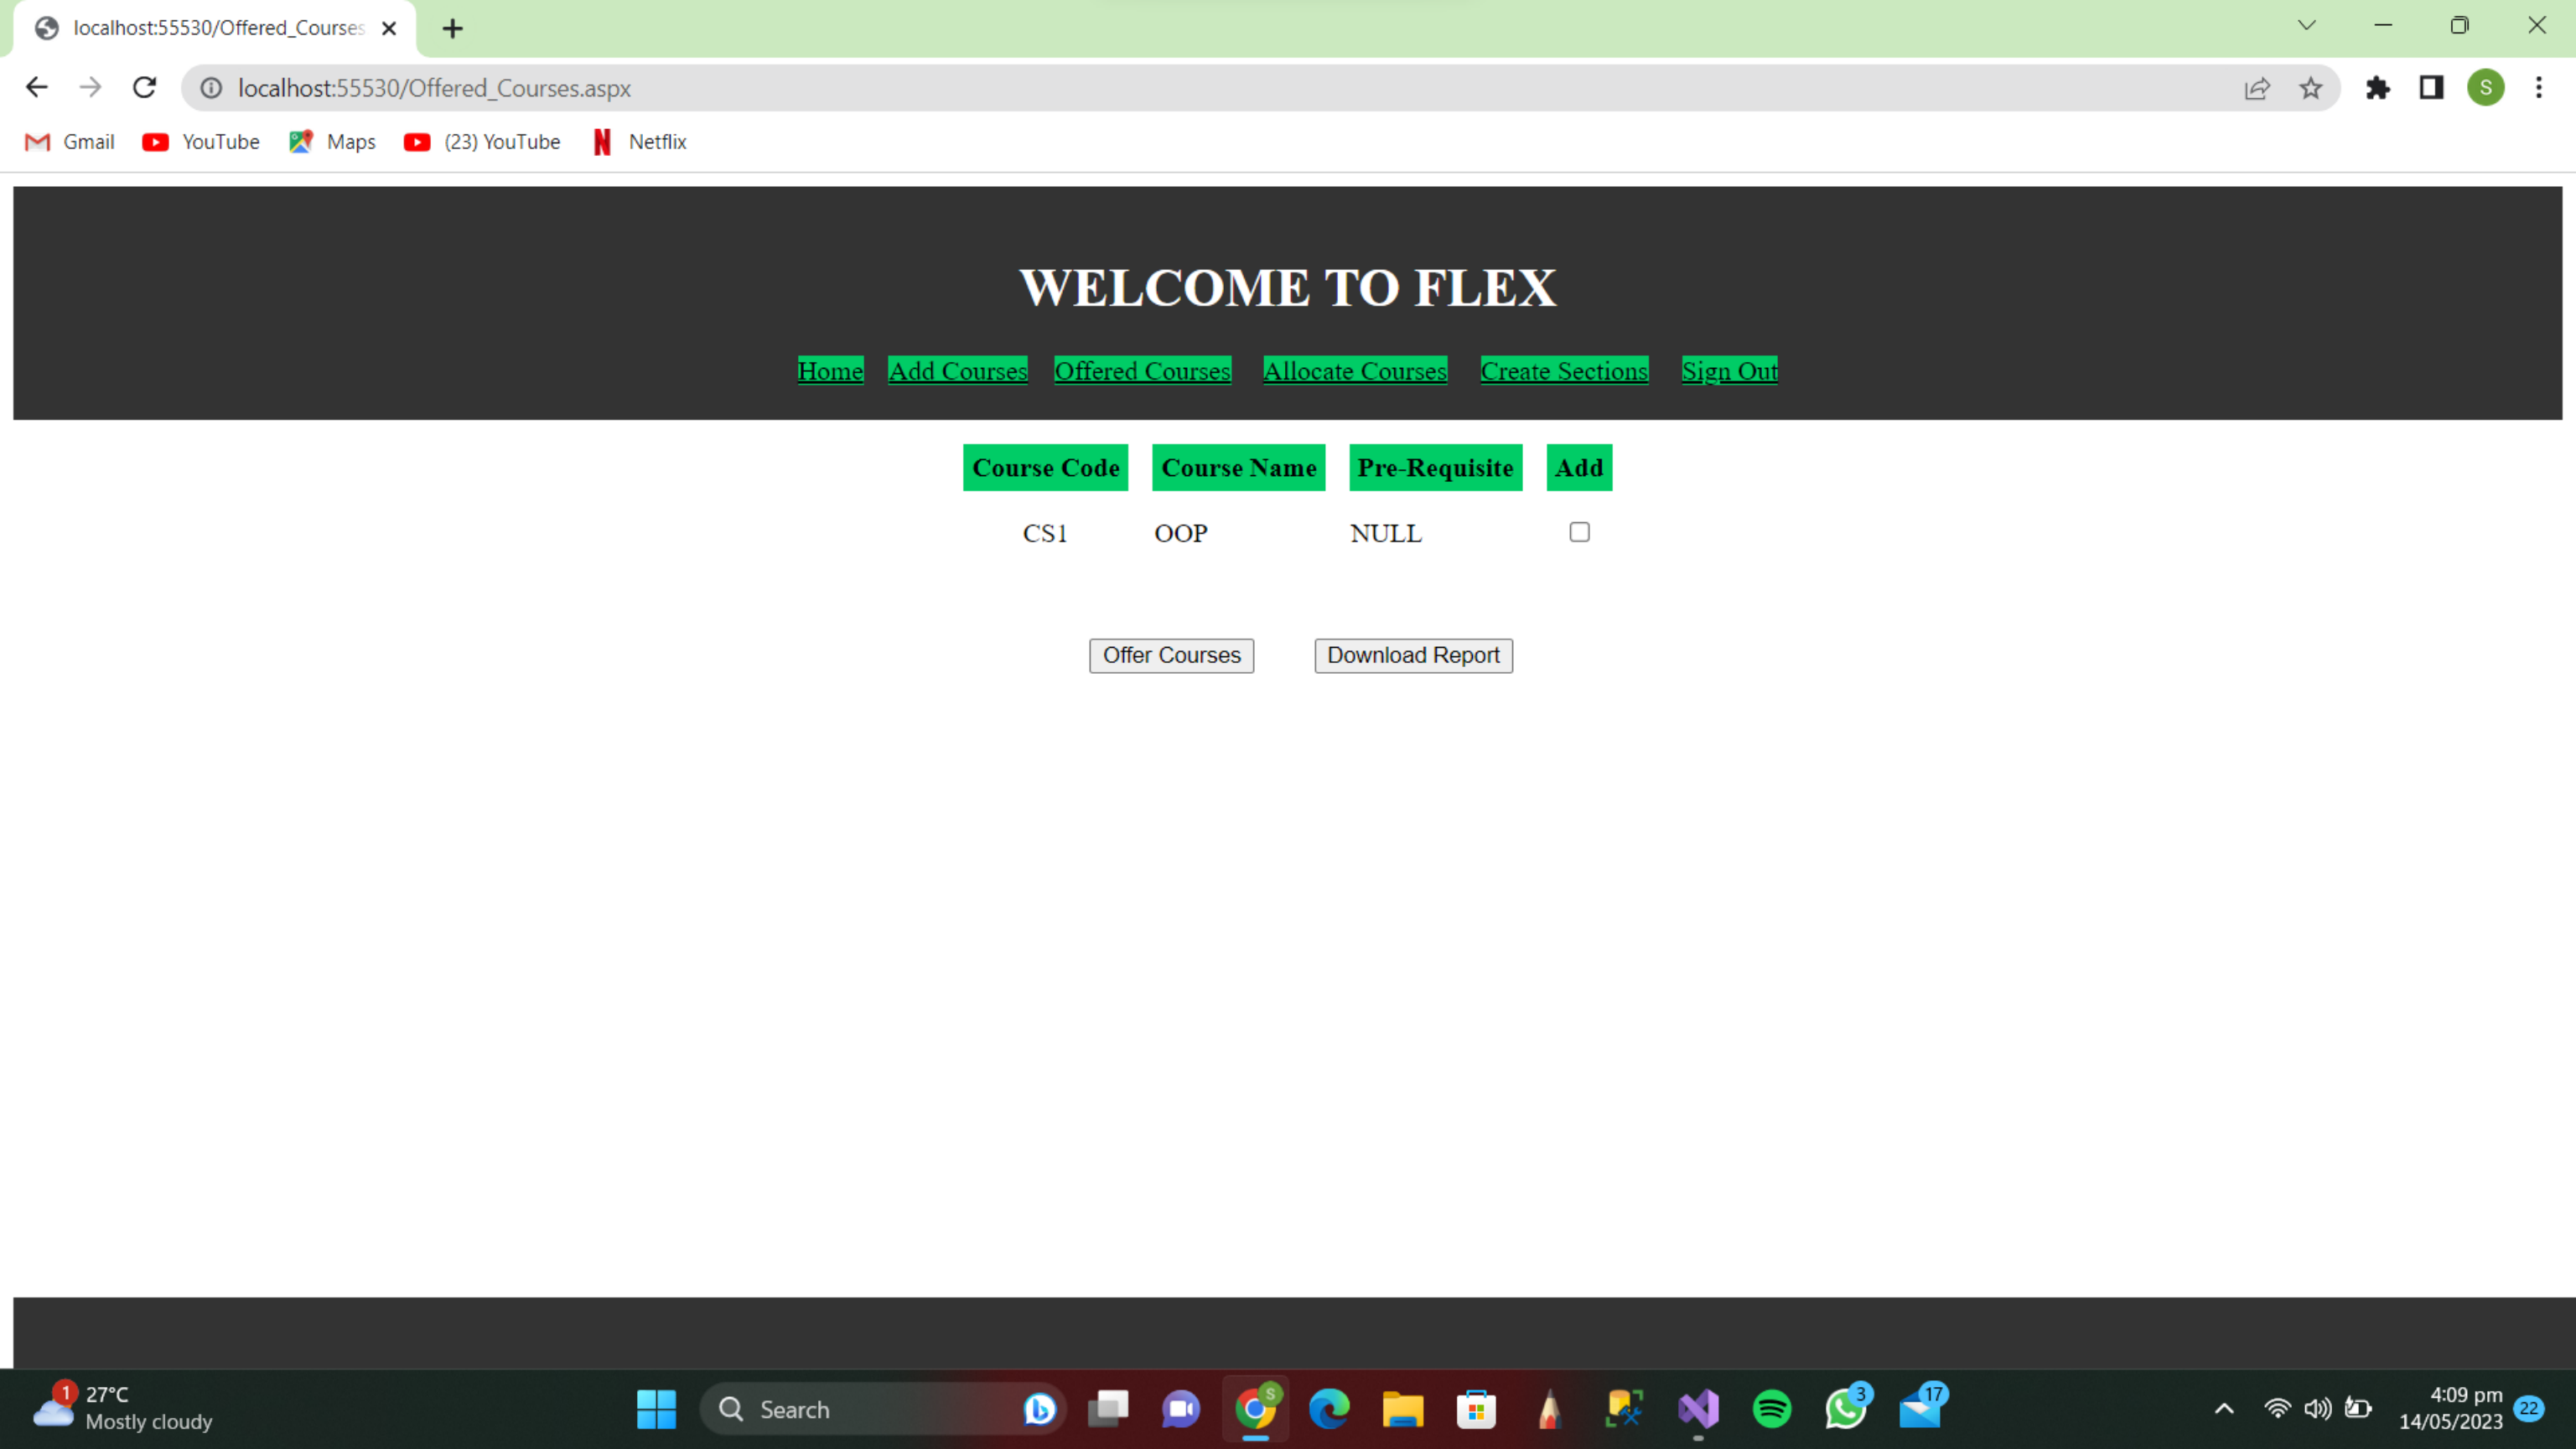 localhost:55530/Offered_Courses
localhost:55530/Offered_Courses.aspx
S
Gmail YouTube Maps (23) YouTube Netflix
WELCOME TO FLEX
Home Add Courses Offered Courses Allocate Courses Create Sections Sign Out
Course Code Course Name Pre-Requisite Add
CS1 OOP NULL
Offer Courses Download Report
1 27°C
Mostly cloudy
Search
S
3
17
4:09 pm
14/05/2023
22